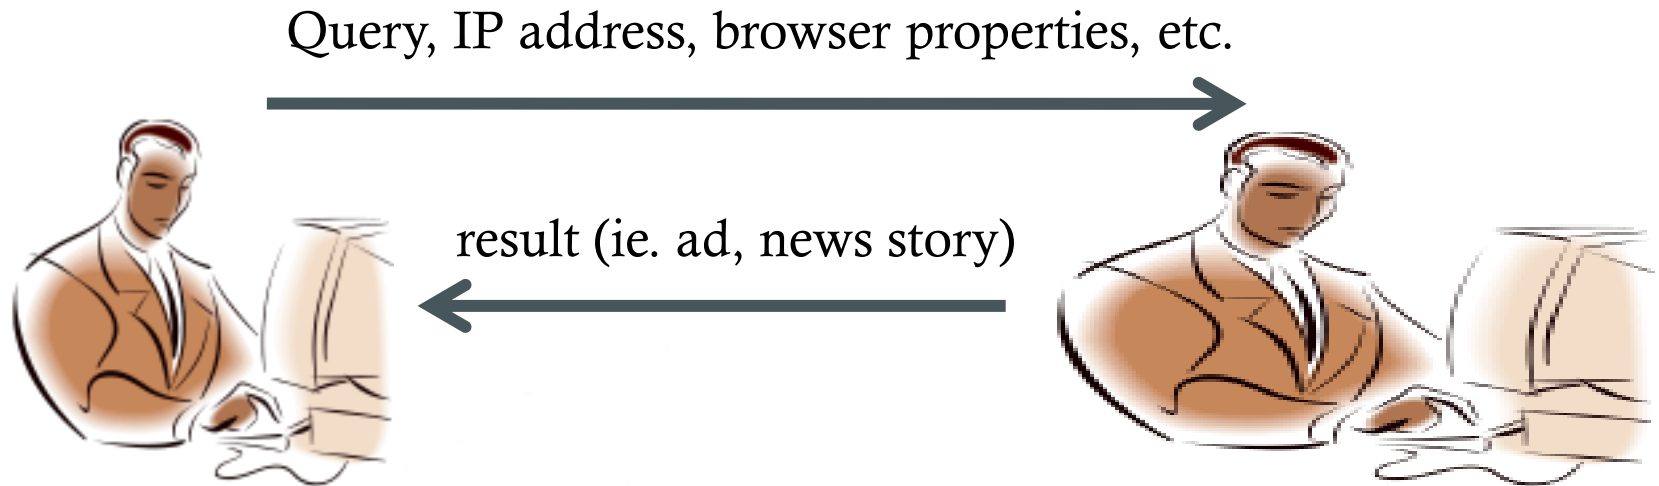 Query, IP address, browser properties, etc.
result (ie. ad, news story)